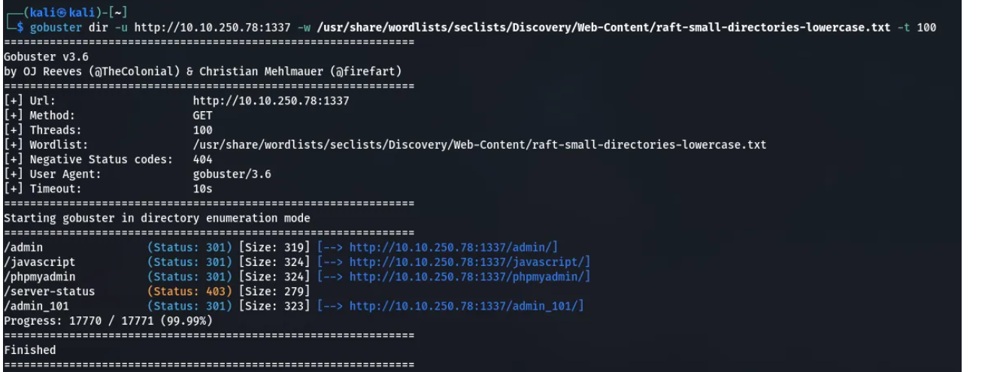 (kali㉿kali)-[~]
$ gobuster dir -u http://10.10.250.78:1337 -w /usr/share/wordlists/seclists/Discovery/Web-Content/raft-small-directories-lowercase.txt -t 100
===============================================================
Gobuster v3.6
by OJ Reeves (@TheColonial) & Christian Mehlmauer (@firefart)
===============================================================
[+] Url:                     http://10.10.250.78:1337
[+] Method:                  GET
[+] Threads:                 100
[+] Wordlist:                /usr/share/wordlists/seclists/Discovery/Web-Content/raft-small-directories-lowercase.txt
[+] Negative Status codes:   404
[+] User Agent:              gobuster/3.6
[+] Timeout:                 10s
===============================================================
Starting gobuster in directory enumeration mode
===============================================================
/admin                (Status: 301) [Size: 319] [--> http://10.10.250.78:1337/admin/]
/javascript           (Status: 301) [Size: 324] [--> http://10.10.250.78:1337/javascript/]
/phpmyadmin           (Status: 301) [Size: 324] [--> http://10.10.250.78:1337/phpmyadmin/]
/server-status        (Status: 403) [Size: 279]
/admin_101            (Status: 301) [Size: 323] [--> http://10.10.250.78:1337/admin_101/]
Progress: 17770 / 17771 (99.99%)
===============================================================
Finished
===============================================================